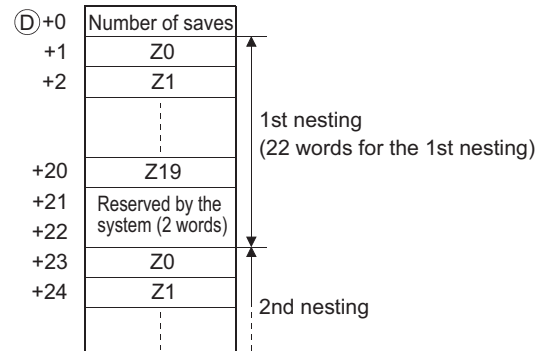 Ⓓ+0 Number of saves
+1 Z0
+2 Z1
1st nesting
(22 words for the 1st nesting)
+20 Z19
+21 Reserved by the
+22 system (2 words)
+23 Z0
+24 Z1
2nd nesting